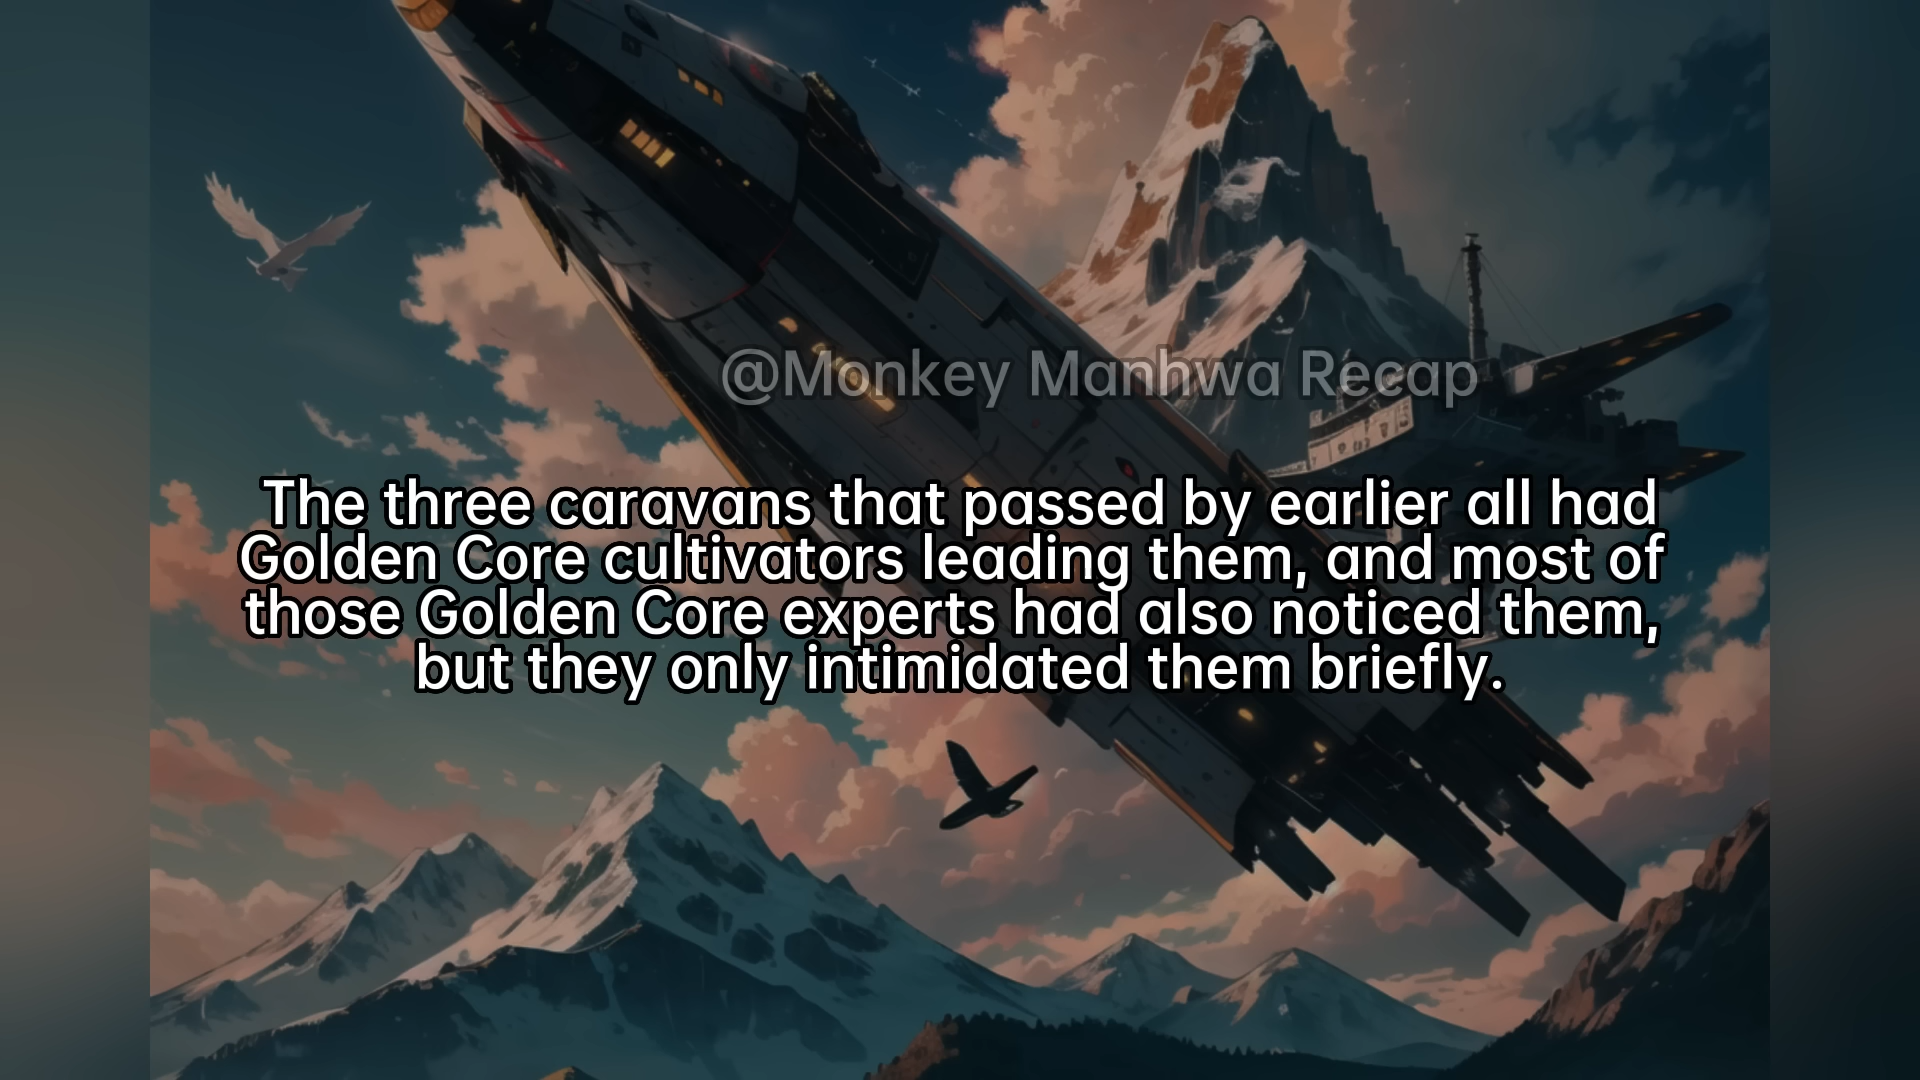 @Monkey Manhwa Recap
The three caravans that passed by earlier all had
Golden Core cultivators leading them, and most of
those Golden Core experts had also noticed them,
but they only intimidated them briefly.